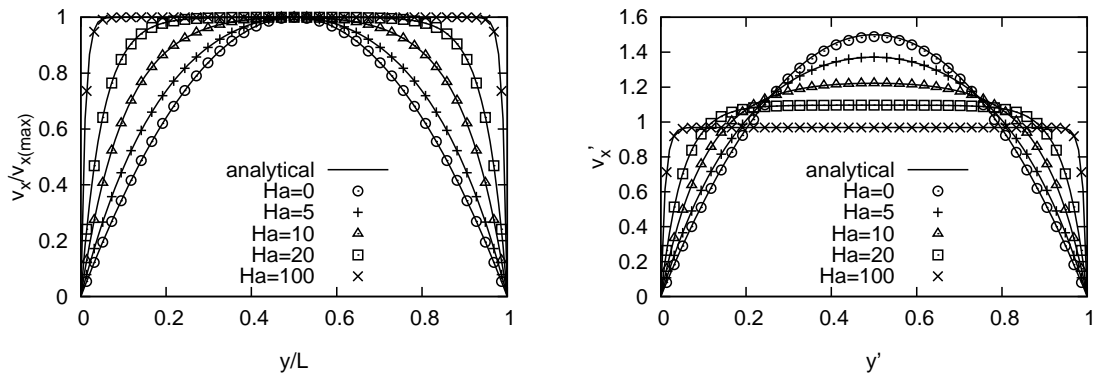 1
0.8
0.6
0.4
0.2
0
v_x/v_x(max)
analytical
Ha=0
Ha=5
Ha=10
Ha=20
Ha=100
0 0.2 0.4 0.6 0.8 1
y/L
1.6
1.4
1.2
1
0.8
0.6
0.4
0.2
0
v_x'
analytical
Ha=0
Ha=5
Ha=10
Ha=20
Ha=100
0 0.2 0.4 0.6 0.8 1
y'